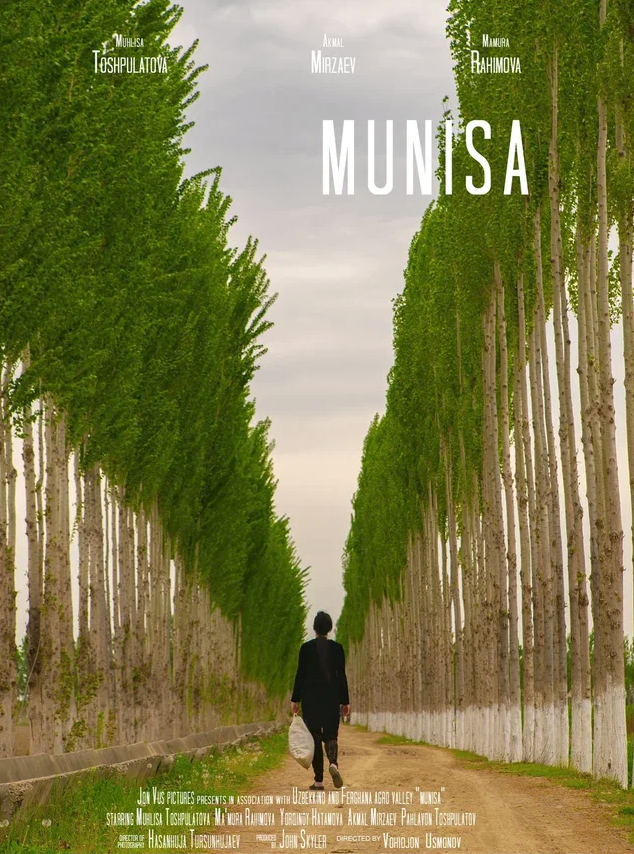 Muhlisa Akmal Mamura
Toshpulatova Mirzaev Rahimova
MUNISA
Jon Vus pictures presents in association with Uzbekkino and Ferghana agro valley "munisa"
starring Muhlisa Toshpulatova Ma'mura Rahimova Torqinoy Hatamova Akmal Mirzaev Pahlavon Toshpulatov
director of photography Hasanhuja Tursunhujaev produced by John Skyler directed by Vohidjon Usmonov